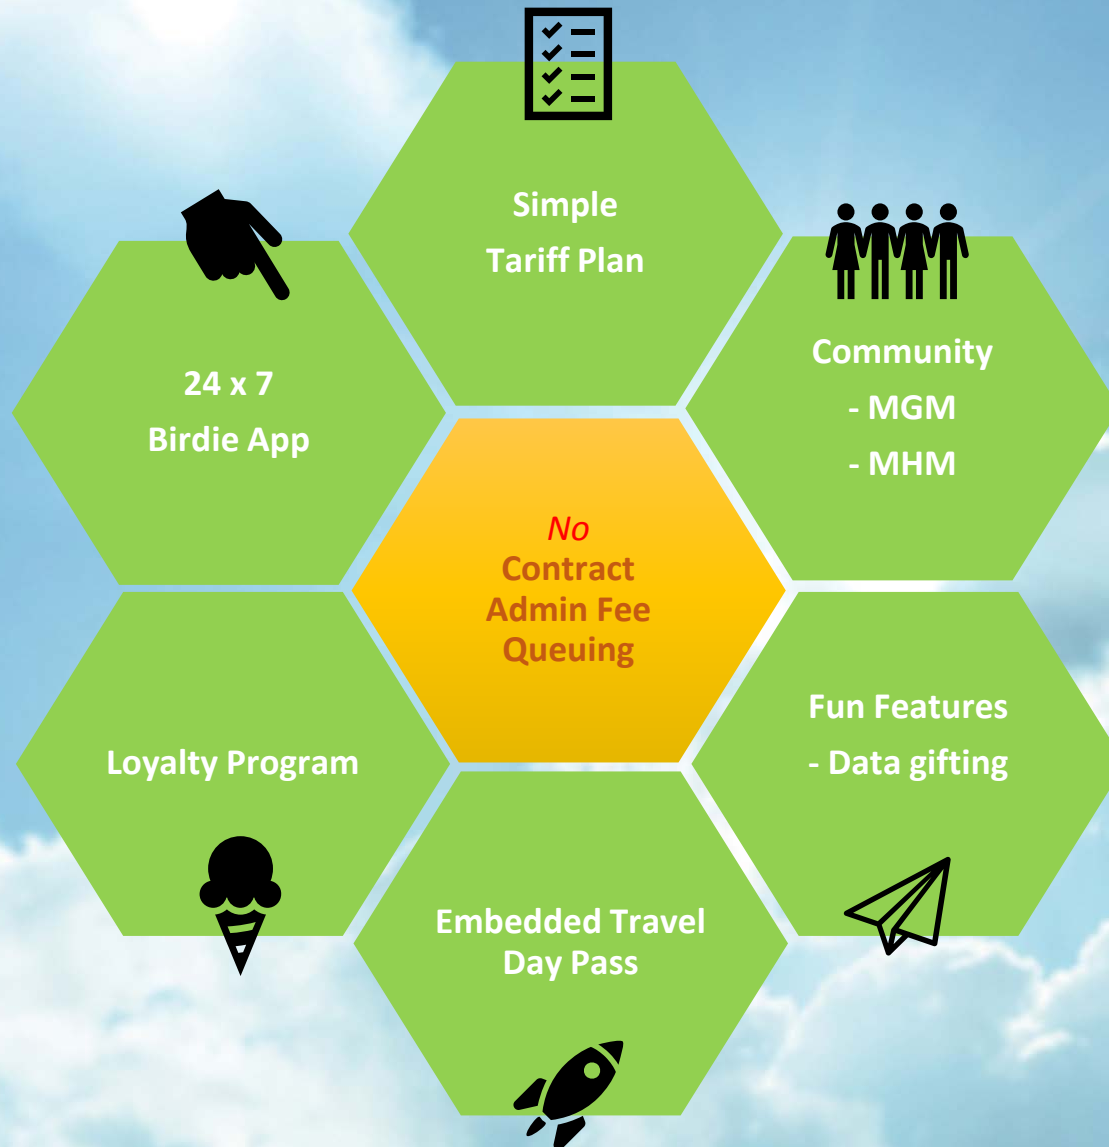 Simple
Tariff Plan
24 x 7
Birdie App
Community
- MGM
- MHM
No
Contract
Admin Fee
Queuing
Loyalty Program
Fun Features
- Data gifting
Embedded Travel
Day Pass